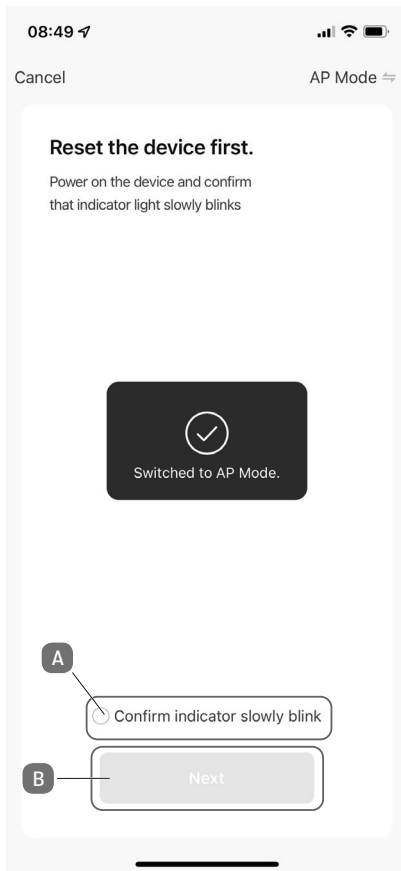 08:49
Cancel
AP Mode
Reset the device first.
Power on the device and confirm
that indicator light slowly blinks
Switched to AP Mode.
A
Confirm indicator slowly blink
B
Next